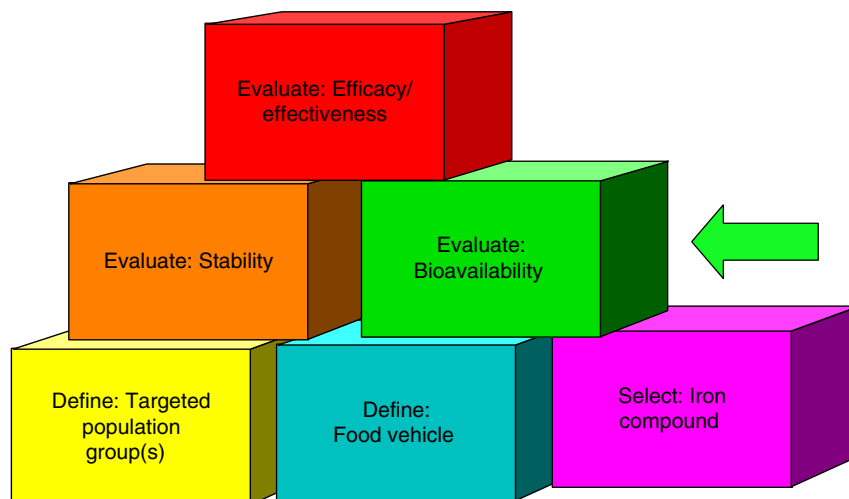 Evaluate: Efficacy/
effectiveness
Evaluate: Stability
Evaluate:
Bioavailability
Define: Targeted
population
group(s)
Define:
Food vehicle
Select: Iron
compound